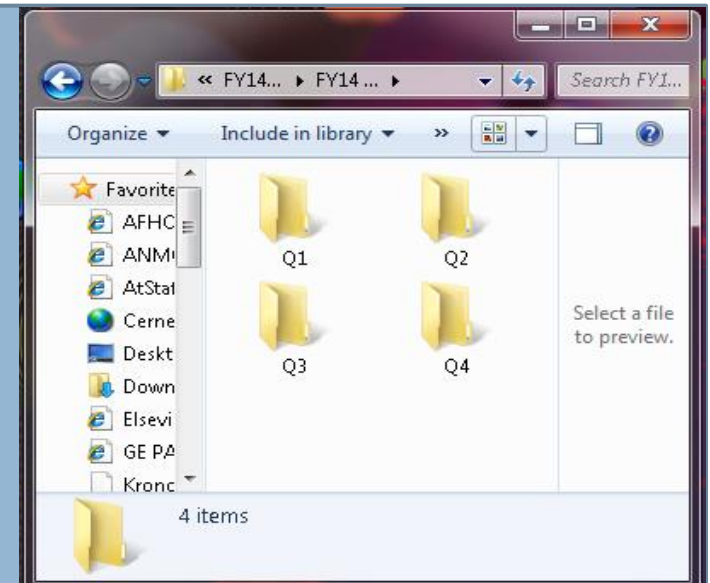 « FY14... ▸ FY14 ... ▸
Search FY1...
Organize
Include in library
»
Favorite
AFHC
ANM
AtStat
Cerne
Deskt
Down
Elsevi
GE PA
Kronc
Q1
Q2
Q3
Q4
Select a file
to preview.
4 items